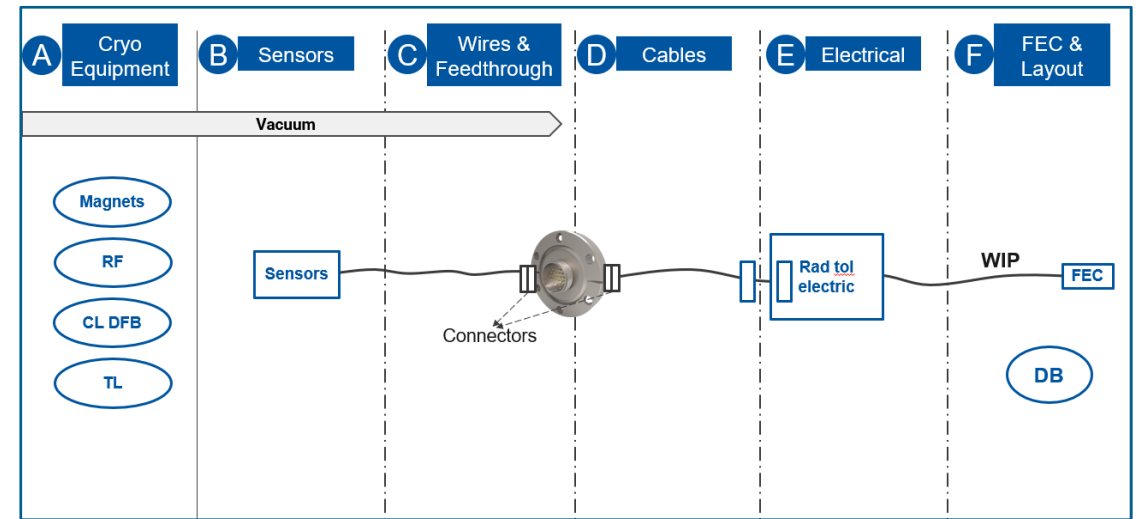 A
Cryo
Equipment
B
Sensors
C
Wires &
Feedthrough
D
Cables
E
Electrical
F
FEC &
Layout
Vacuum
Magnets
RF
CL DFB
TL
Sensors
Connectors
Rad tol
electric
WIP
FEC
DB